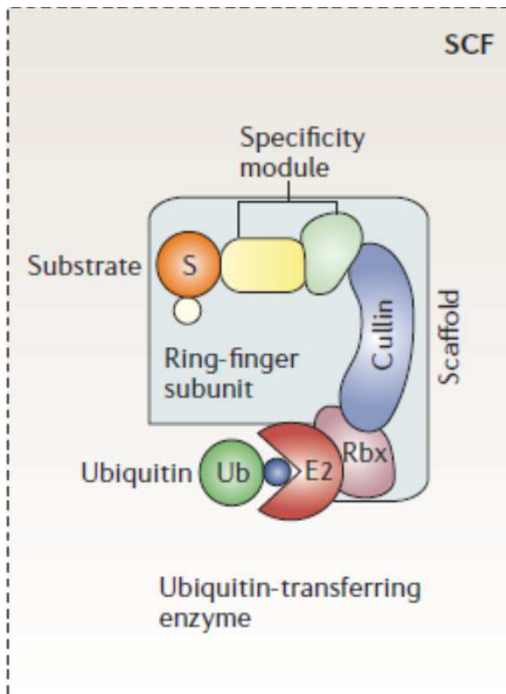 SCF
Specificity
module
Substrate
S
Cullin
Scaffold
Ring-finger
subunit
Rbx
Ubiquitin
Ub
E2
Ubiquitin-transferring
enzyme